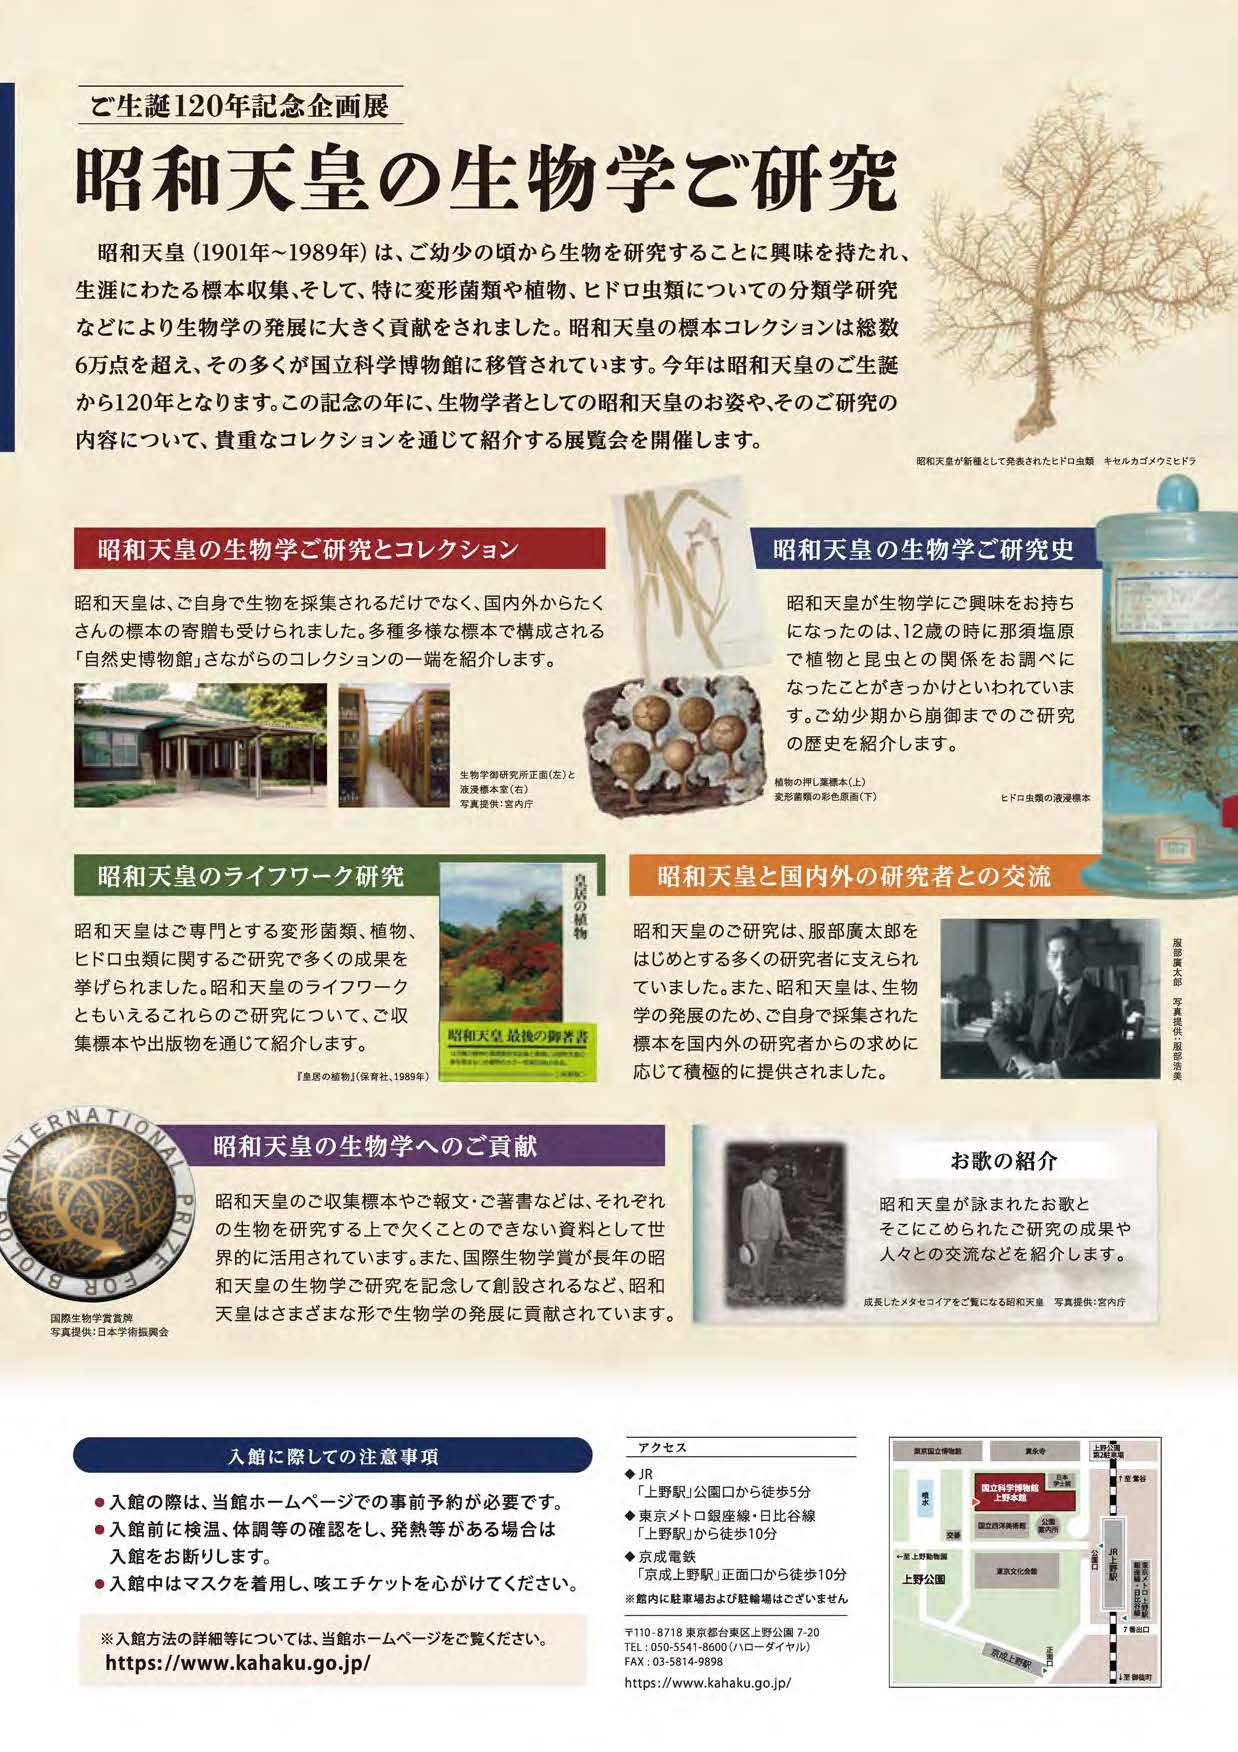 ご生誕120年記念企画展
昭和天皇の生物学ご研究
昭和天皇（1901年～1989年）は、ご幼少の頃から生物を研究することに興味を持たれ、
生涯にわたる標本収集、そして、特に変形菌類や植物、ヒドロ虫類についての分類学研究
などにより生物学の発展に大きく貢献をされました。昭和天皇の標本コレクションは総数
6万点を超え、その多くが国立科学博物館に移管されています。今年は昭和天皇のご生誕
から120年となります。この記念の年に、生物学者としての昭和天皇のお姿や、そのご研究の
内容について、貴重なコレクションを通じて紹介する展覧会を開催します。
昭和天皇が新種として発表されたヒドロ虫類　キセルカゴメウミヒドラ
昭和天皇の生物学ご研究とコレクション
昭和天皇は、ご自身で生物を採集されるだけでなく、国内外からたく
さんの標本の寄贈も受けられました。多種多様な標本で構成される
「自然史博物館」さながらのコレクションの一端を紹介します。
生物学御研究所正面（左）と
液浸標本室（右）
写真提供：宮内庁
昭和天皇の生物学ご研究史
昭和天皇が生物学にご興味をお持ち
になったのは、12歳の時に那須塩原
で植物と昆虫との関係をお調べに
なったことがきっかけといわれていま
す。ご幼少期から崩御までのご研究
の歴史を紹介します。
植物の押し葉標本（上）
変形菌類の彩色原画（下）
ヒドロ虫類の液浸標本
昭和天皇のライフワーク研究
昭和天皇はご専門とする変形菌類、植物、
ヒドロ虫類に関するご研究で多くの成果を
挙げられました。昭和天皇のライフワーク
ともいえるこれらのご研究について、ご収
集標本や出版物を通じて紹介します。
『皇居の植物』（保育社、1989年）
皇居の植物
昭和天皇 最後の御著書
昭和天皇と国内外の研究者との交流
昭和天皇のご研究は、服部廣太郎を
はじめとする多くの研究者に支えられ
ていました。また、昭和天皇は、生物
学の発展のため、ご自身で採集された
標本を国内外の研究者からの求めに
応じて積極的に提供されました。
服部廣太郎　写真提供：服部浩美
INTERNATIONAL PRIZE FOR BIOLOGY
国際生物学賞賞牌
写真提供：日本学術振興会
昭和天皇の生物学へのご貢献
昭和天皇のご収集標本やご報文・ご著書などは、それぞれ
の生物を研究する上で欠くことのできない資料として世
界的に活用されています。また、国際生物学賞が長年の昭
和天皇の生物学ご研究を記念して創設されるなど、昭和
天皇はさまざまな形で生物学の発展に貢献されています。
お歌の紹介
昭和天皇が詠まれたお歌と
そこにこめられたご研究の成果や
人々との交流などを紹介します。
成長したメタセコイアをご覧になる昭和天皇　写真提供：宮内庁
入館に際しての注意事項
●入館の際は、当館ホームページでの事前予約が必要です。
●入館前に検温、体調等の確認をし、発熱等がある場合は
入館をお断りします。
●入館中はマスクを着用し、咳エチケットを心がけてください。
※入館方法の詳細等については、当館ホームページをご覧ください。
https://www.kahaku.go.jp/
アクセス
◆JR
「上野駅」公園口から徒歩5分
◆東京メトロ銀座線・日比谷線
「上野駅」から徒歩10分
◆京成電鉄
「京成上野駅」正面口から徒歩10分
※館内に駐車場および駐輪場はございません
〒110-8718 東京都台東区上野公園 7-20
TEL : 050-5541-8600（ハローダイヤル）
FAX : 03-5814-9898
https://www.kahaku.go.jp/
東京国立博物館
寛永寺
上野公園
第2駐車場
↑至 鶯谷
噴水
国立科学博物館
上野本館
日本
学士院
国立西洋美術館
公園
案内所
交番
←至 上野動物園
上野公園
東京文化会館
公園口
JR上野駅
東京メトロ 上野駅
銀座線・日比谷線
7番出口
京成上野駅
正面口
↓至 御徒町